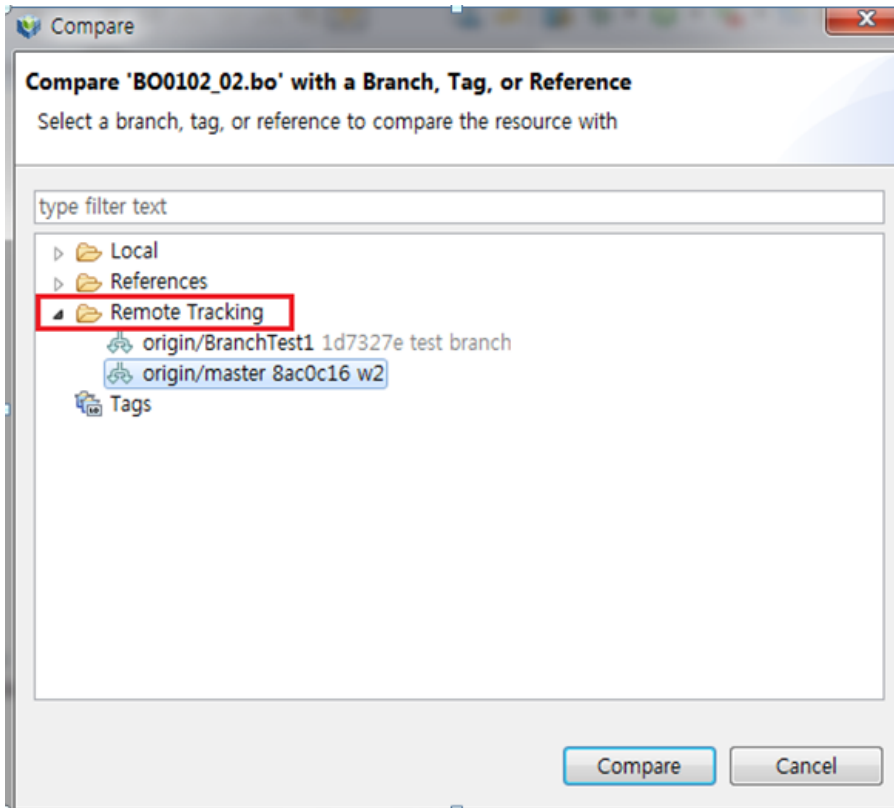 Compare
Compare 'BO0102_02.bo' with a Branch, Tag, or Reference
Select a branch, tag, or reference to compare the resource with
type filter text
Local
References
Remote Tracking
origin/BranchTest1 1d7327e test branch
origin/master 8ac0c16 w2
Tags
Compare
Cancel